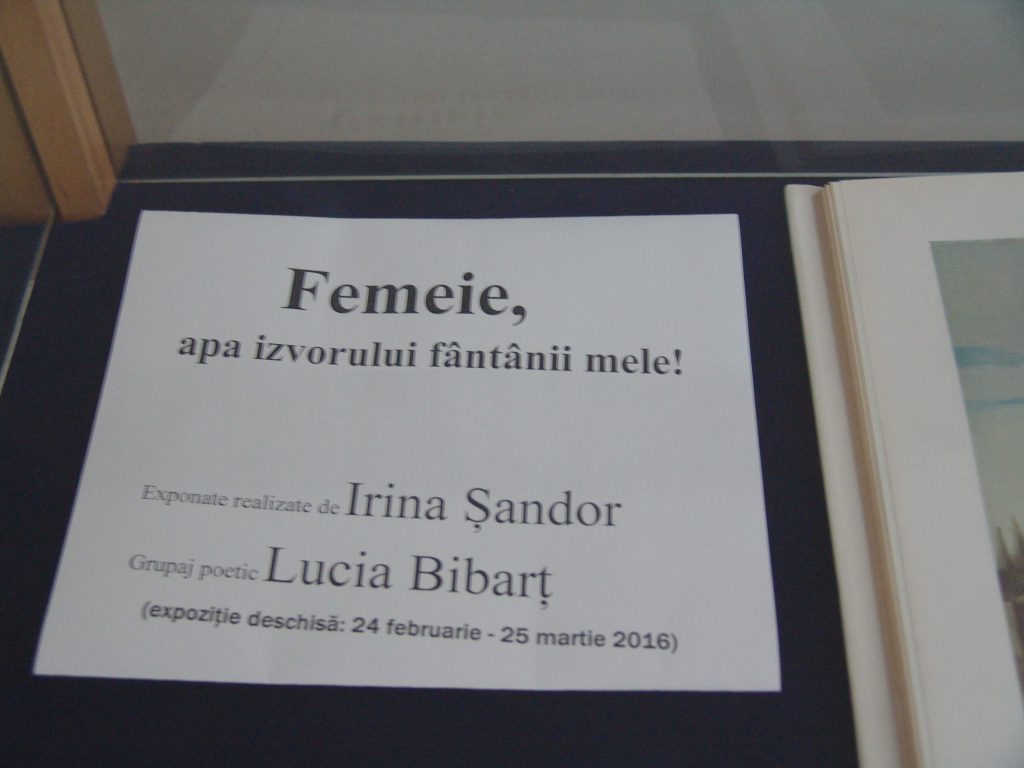 Femeie,
apa izvorului fântânii mele!
Exponate realizate de Irina Șandor
Grupaj poetic Lucia Bibarț
(expoziție deschisă: 24 februarie - 25 martie 2016)